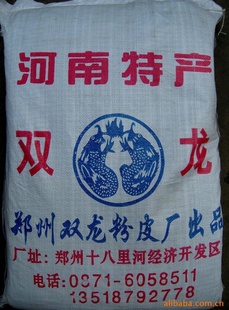 河南特产
双 龙
郑州双龙粉皮厂出品
厂址:郑州十八里河经济开发区
电话:0371-6058511
13518792778
alibaba.com.cn